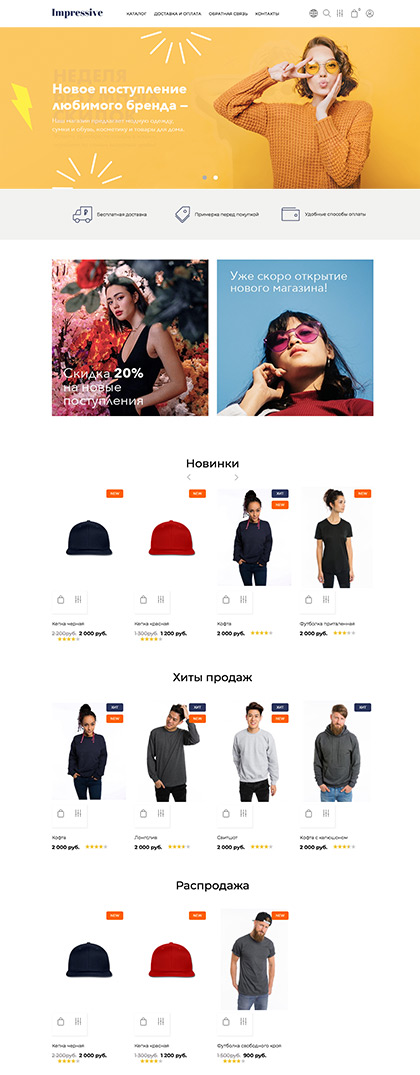 Impressive
КАТАЛОГ ДОСТАВКА И ОПЛАТА ОБРАТНАЯ СВЯЗЬ КОНТАКТЫ
0
НЕДЕЛЯ
Новое поступление
любимого бренда –
Наш магазин предлагает модную одежду,
сумки и обувь, косметику и товары для дома.
Бесплатная доставка
Примерка перед покупкой
Удобные способы оплаты
Скидка 20%
на новые
поступления
Уже скоро открытие
нового магазина!
Новинки
NEW
NEW
ХИТ
NEW
NEW
Кепка черная
2 200руб. 2 000 руб.
Кепка красная
1 300руб. 1 200 руб.
Кофта
2 000 руб.
Футболка приталенная
2 000 руб.
Хиты продаж
ХИТ
NEW
ХИТ
NEW
ХИТ
NEW
ХИТ
NEW
Кофта
2 000 руб.
Лонгслив
2 000 руб.
Свитшот
2 000 руб.
Кофта с капюшоном
2 000 руб.
Распродажа
NEW
NEW
NEW
Кепка черная
2 200руб. 2 000 руб.
Кепка красная
1 300руб. 1 200 руб.
Футболка свободного кроя
1 500руб. 900 руб.